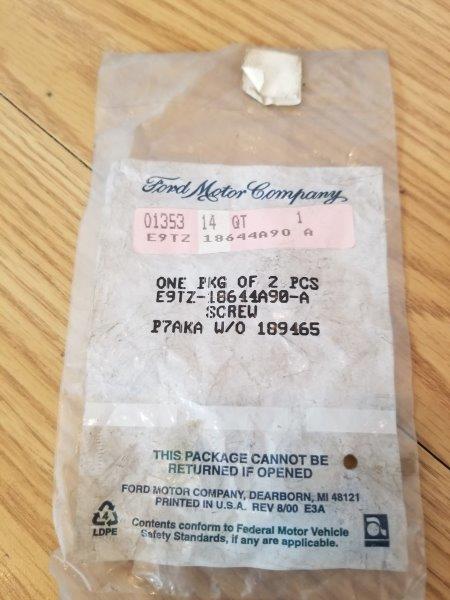 Ford Motor Company
01353 14 QT 1
E9TZ 18644A90 A
ONE PKG OF 2 PCS
E9TZ-18644A90-A
SCREW
P7AKA W/O 189465
THIS PACKAGE CANNOT BE
RETURNED IF OPENED
FORD MOTOR COMPANY, DEARBORN, MI 48121
PRINTED IN U.S.A. REV 8/00 E3A
4
LDPE
Contents conform to Federal Motor Vehicle
Safety Standards, if any are applicable.